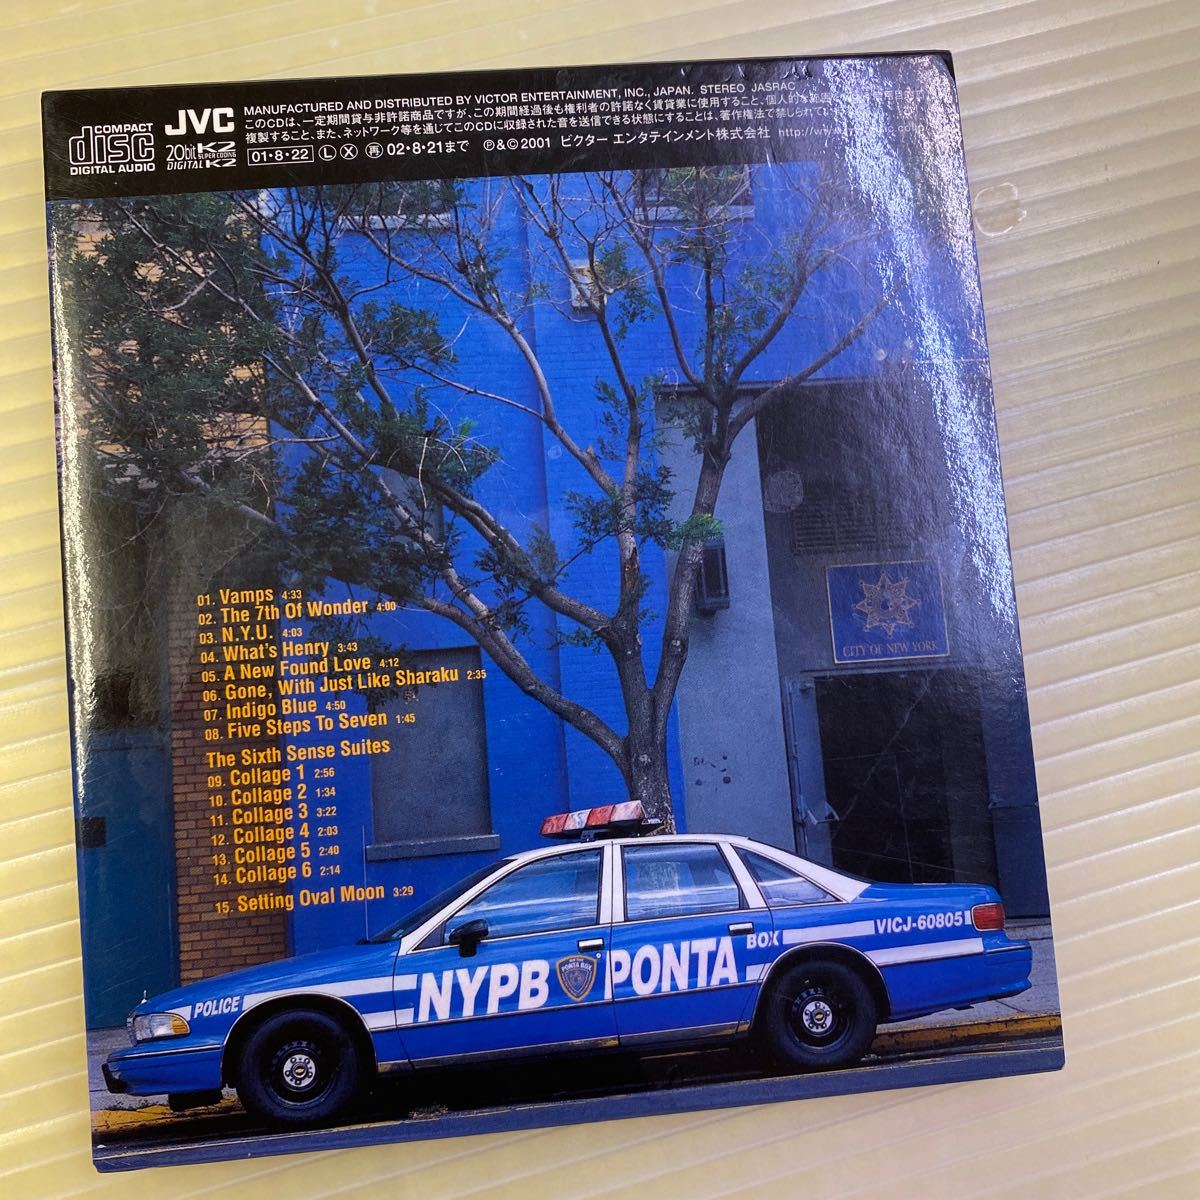 COMPACT
disc
DIGITAL AUDIO
JVC
20bit K2
SUPER CODING
DIGITAL K2
MANUFACTURED AND DISTRIBUTED BY VICTOR ENTERTAINMENT, INC., JAPAN. STEREO JASRAC
このCDは、一定期間貸与非許諾商品ですが、この期間経過後も権利者の許諾なく賃貸業に使用すること、個人的な範囲
複製すること、また、ネットワーク等を通じてこのCDに収録された音を送信できる状態にすることは、著作権法で禁じられて
01・8・22 Ⓛ Ⓧ 再 02・8・21まで ℗&©2001 ビクター エンタテインメント株式会社 http://
01. Vamps 4:33
02. The 7th Of Wonder 4:00
03. N.Y.U. 4:03
04. What's Henry 3:43
05. A New Found Love 4:12
06. Gone, With Just Like Sharaku 2:35
07. Indigo Blue 4:50
08. Five Steps To Seven 1:45
The Sixth Sense Suites
09. Collage 1 2:56
10. Collage 2 1:34
11. Collage 3 3:22
12. Collage 4 2:03
13. Collage 5 2:40
14. Collage 6 2:14
15. Setting Oval Moon 3:29
CITY OF NEW YORK
POLICE
NYPB PONTA BOX
PONTA BOX
VICJ-60805